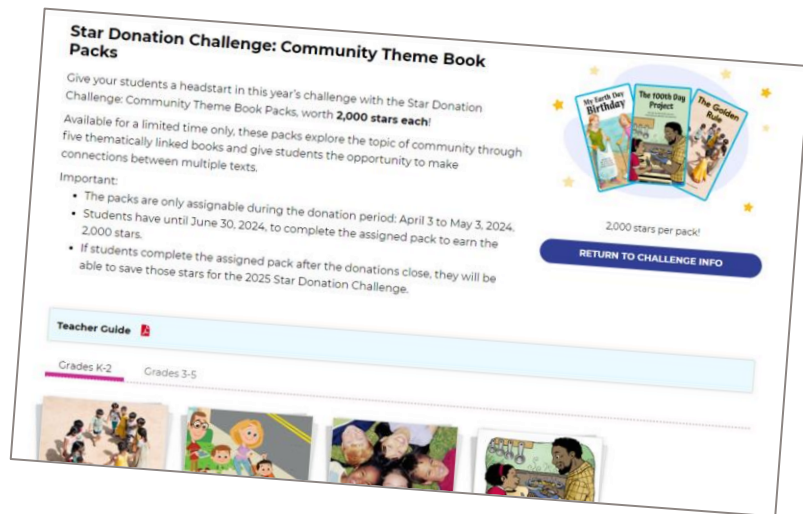 Star Donation Challenge: Community Theme Book
Packs
Give your students a headstart in this year's challenge with the Star Donation
Challenge: Community Theme Book Packs, worth 2,000 stars each!
Available for a limited time only, these packs explore the topic of community through
five thematically linked books and give students the opportunity to make
connections between multiple texts.
Important:
• The packs are only assignable during the donation period: April 3 to May 3, 2024.
• Students have until June 30, 2024, to complete the assigned pack to earn the
2,000 stars.
• If students complete the assigned pack after the donations close, they will be
able to save those stars for the 2025 Star Donation Challenge.
My Earth Day
Birthday
The 100th Day
Project
The Golden
Rule
2,000 stars per pack!
RETURN TO CHALLENGE INFO
Teacher Guide
Grades K-2
Grades 3-5